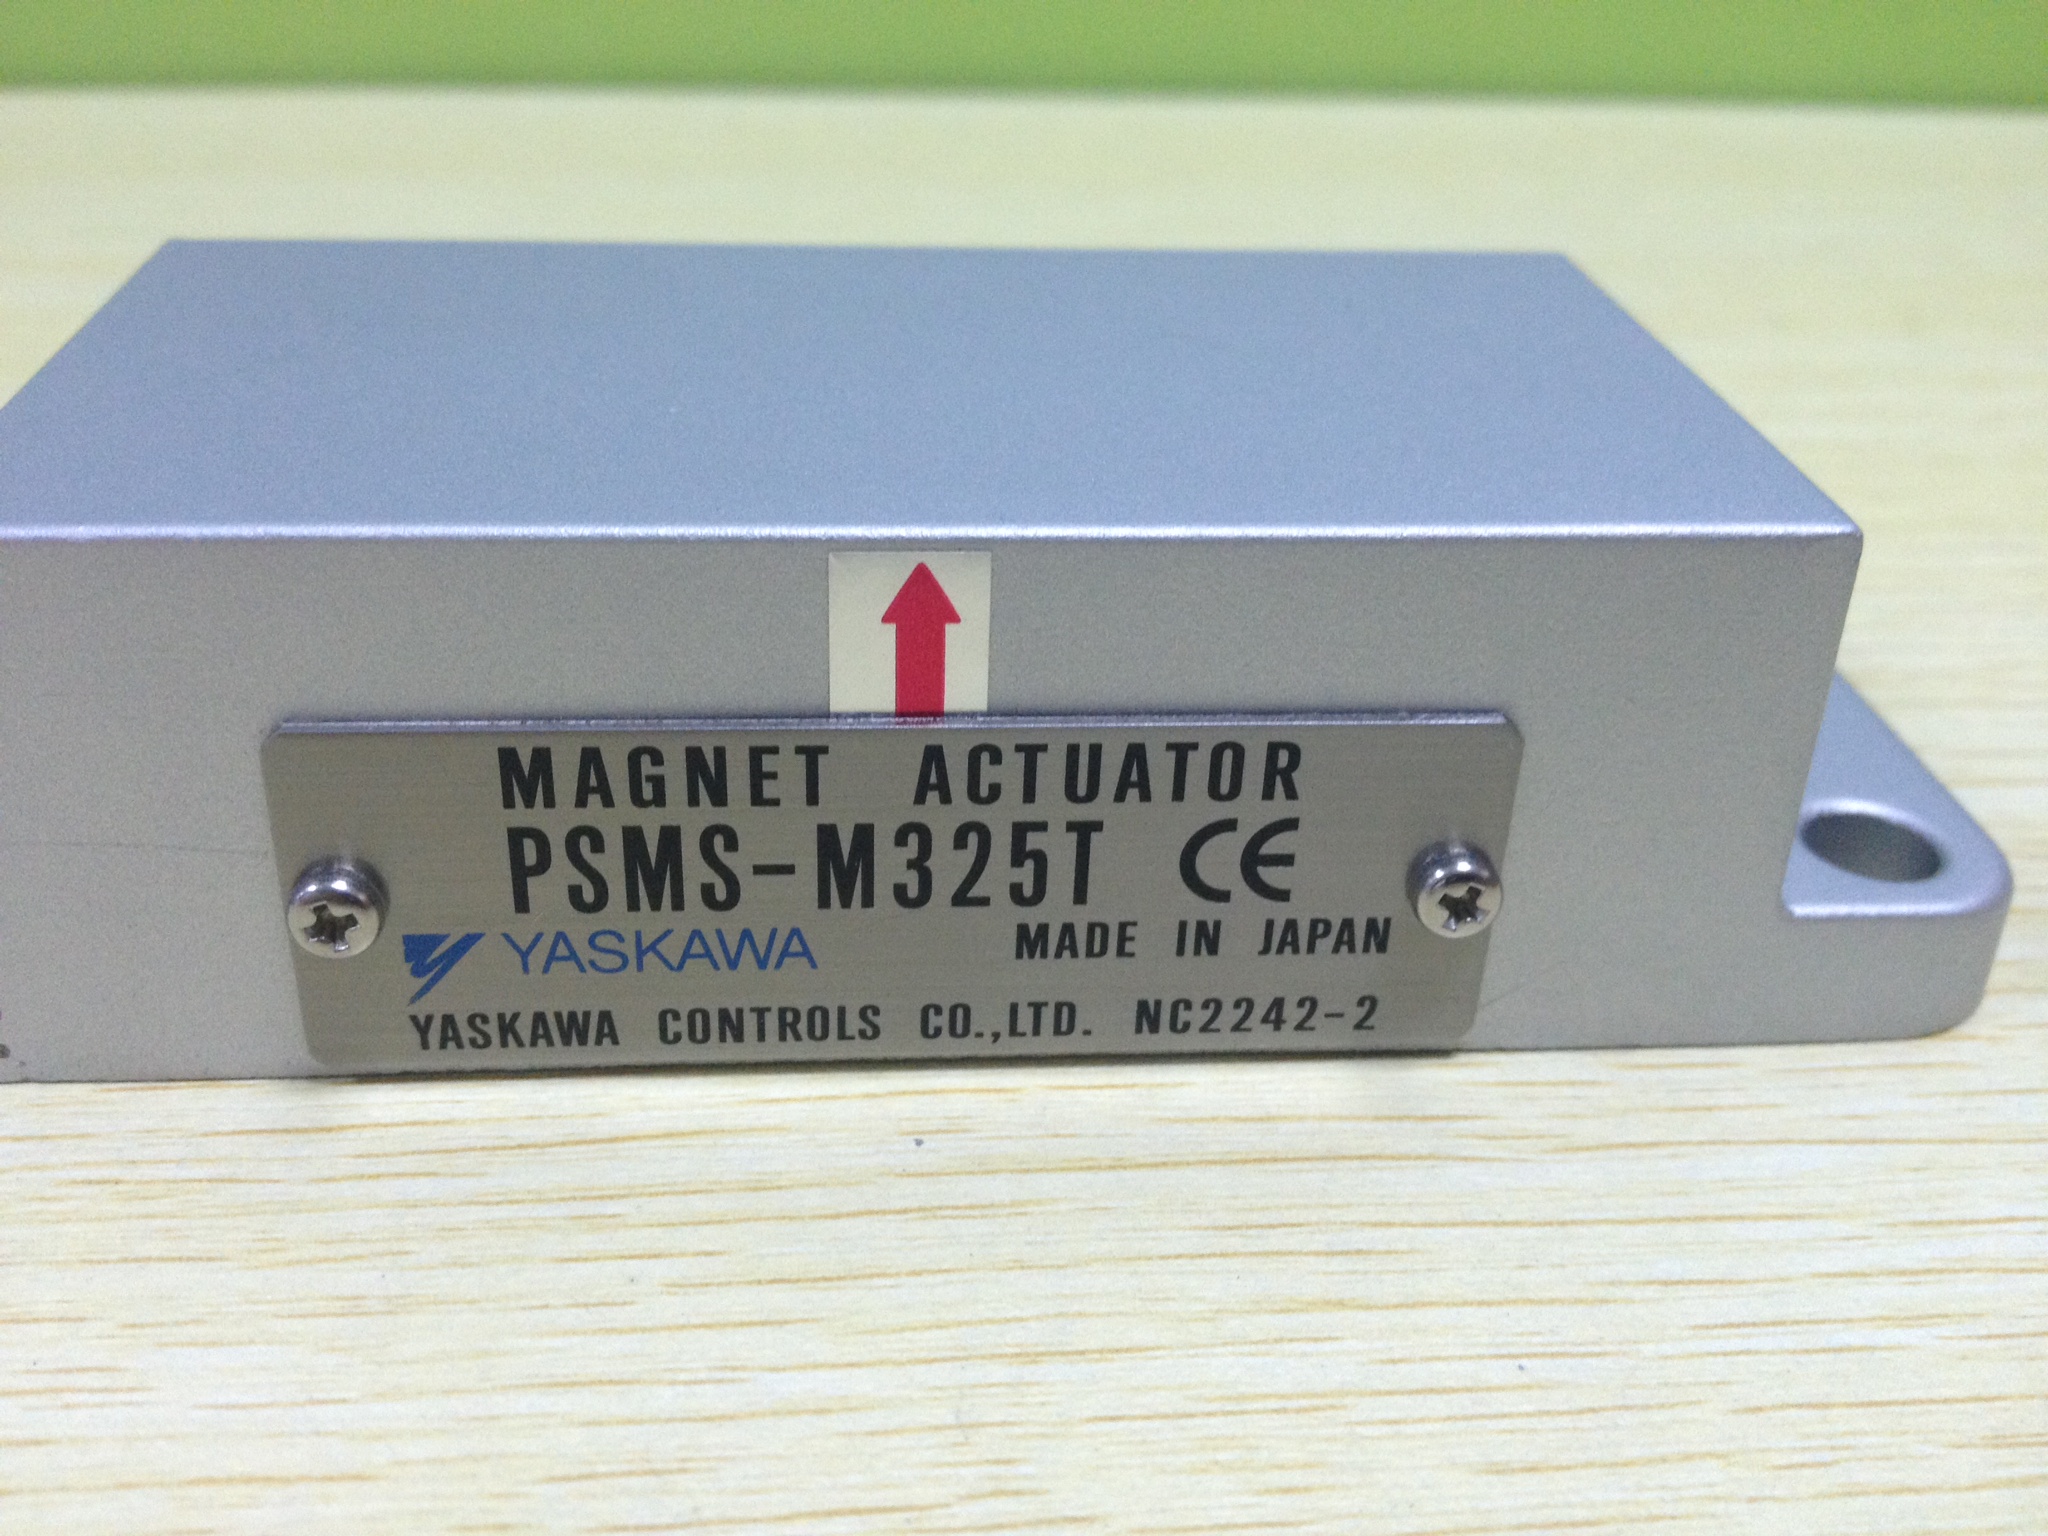 MAGNET ACTUATOR
PSMS-M325T CE
YASKAWA MADE IN JAPAN
YASKAWA CONTROLS CO.,LTD. NC2242-2